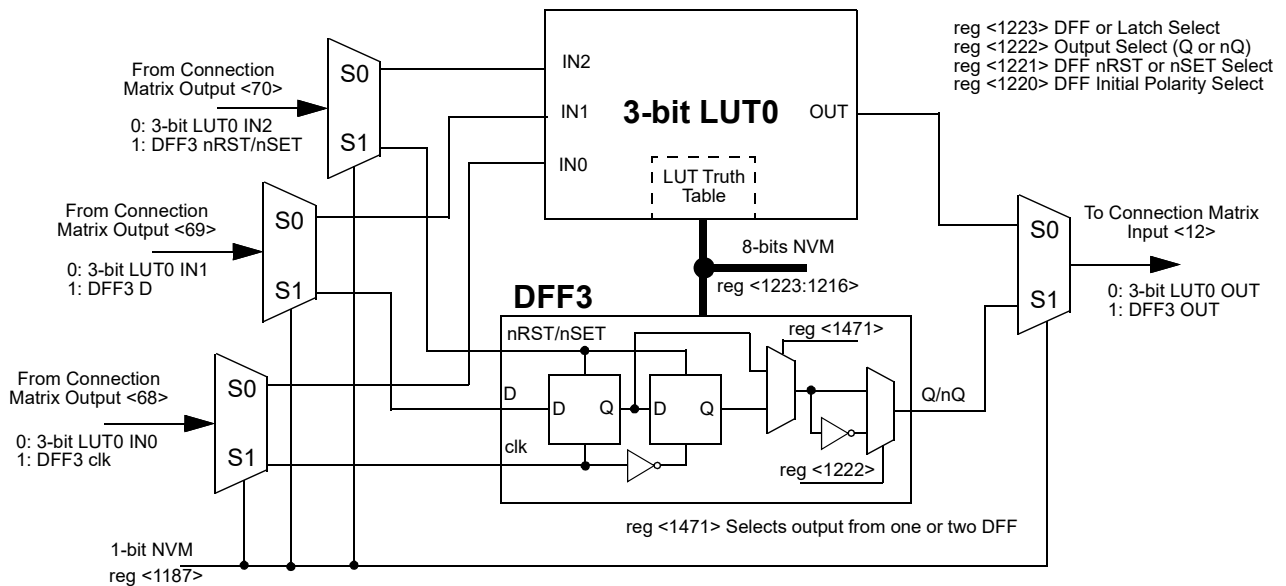 reg <1223> DFF or Latch Select
reg <1222> Output Select (Q or nQ)
reg <1221> DFF nRST or nSET Select
reg <1220> DFF Initial Polarity Select
From Connection
Matrix Output <70>
0: 3-bit LUT0 IN2
1: DFF3 nRST/nSET
S0
S1
IN2
IN1
IN0
3-bit LUT0
OUT
LUT Truth
Table
From Connection
Matrix Output <69>
0: 3-bit LUT0 IN1
1: DFF3 D
S0
S1
8-bits NVM
reg <1223:1216>
S0
S1
To Connection Matrix
Input <12>
0: 3-bit LUT0 OUT
1: DFF3 OUT
DFF3
From Connection
Matrix Output <68>
0: 3-bit LUT0 IN0
1: DFF3 clk
S0
S1
nRST/nSET
D
clk
D
Q
D
Q
reg <1471>
reg <1222>
Q/nQ
reg <1471> Selects output from one or two DFF
1-bit NVM
reg <1187>